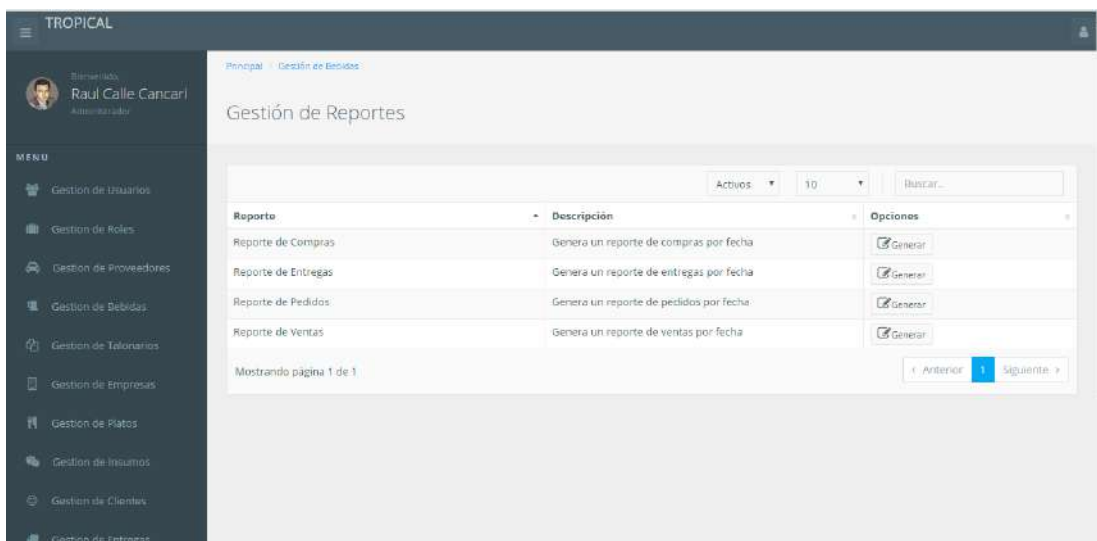 TROPICAL
Bienvenido,
Raul Calle Cancari
Administrador
MENU
Gestion de Usuarios
Gestion de Roles
Gestion de Proveedores
Gestion de Bebidas
Gestion de Talonarios
Gestion de Empresas
Gestion de Platos
Gestion de Insumos
Gestion de Clientes
Gestion de Entregas
Principal Gestión de Bebidas
Gestión de Reportes
Activos 10 Buscar...
Reporte Descripción Opciones
Reporte de Compras Genera un reporte de compras por fecha Generar
Reporte de Entregas Genera un reporte de entregas por fecha Generar
Reporte de Pedidos Genera un reporte de pedidos por fecha Generar
Reporte de Ventas Genera un reporte de ventas por fecha Generar
Mostrando página 1 de 1 ‹ Anterior 1 Siguiente ›